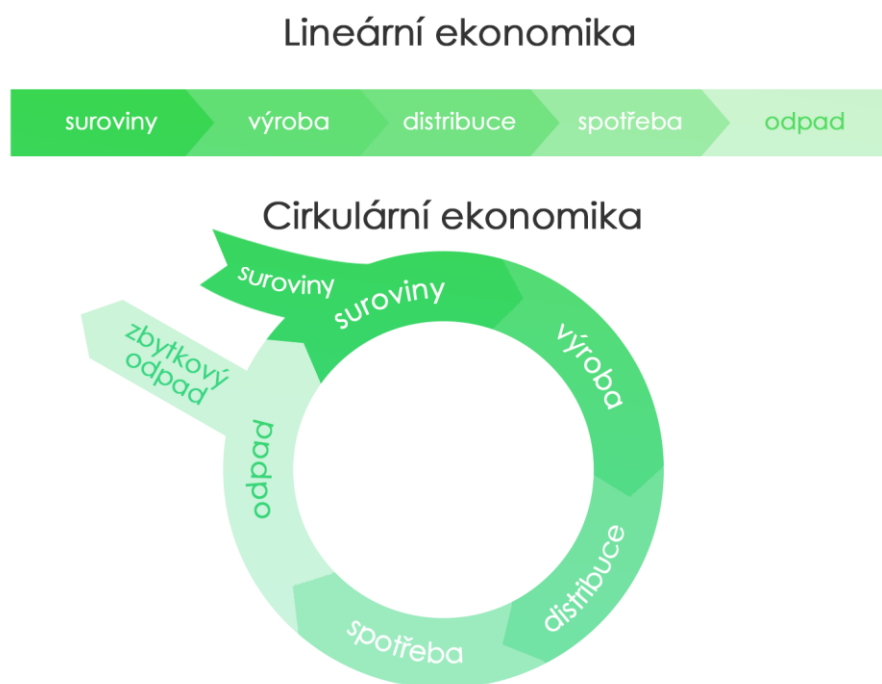 Lineární ekonomika
suroviny výroba distribuce spotřeba odpad
Cirkulární ekonomika
suroviny
suroviny
výroba
zbytkový
odpad
odpad
distribuce
spotřeba